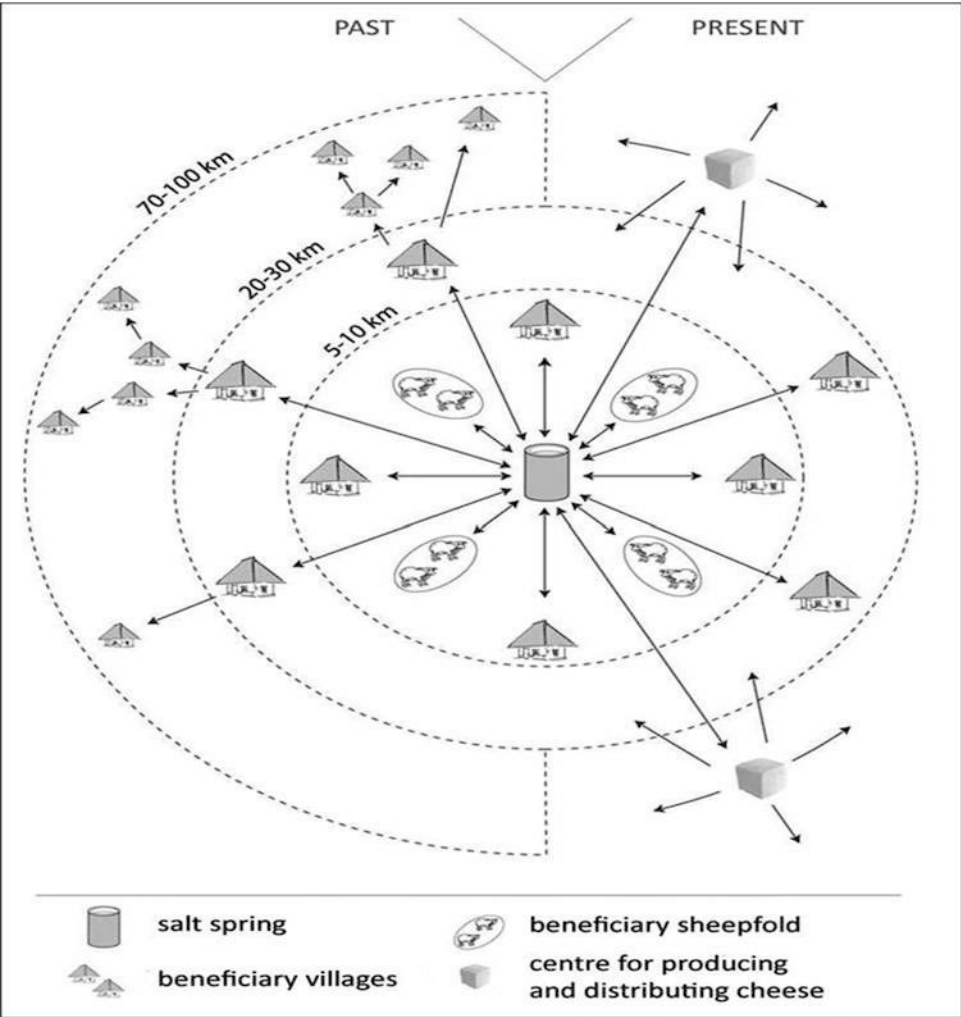 PAST
PRESENT
70-100 km
20-30 km
5-10 km
salt spring
beneficiary villages
beneficiary sheepfold
centre for producing
and distributing cheese